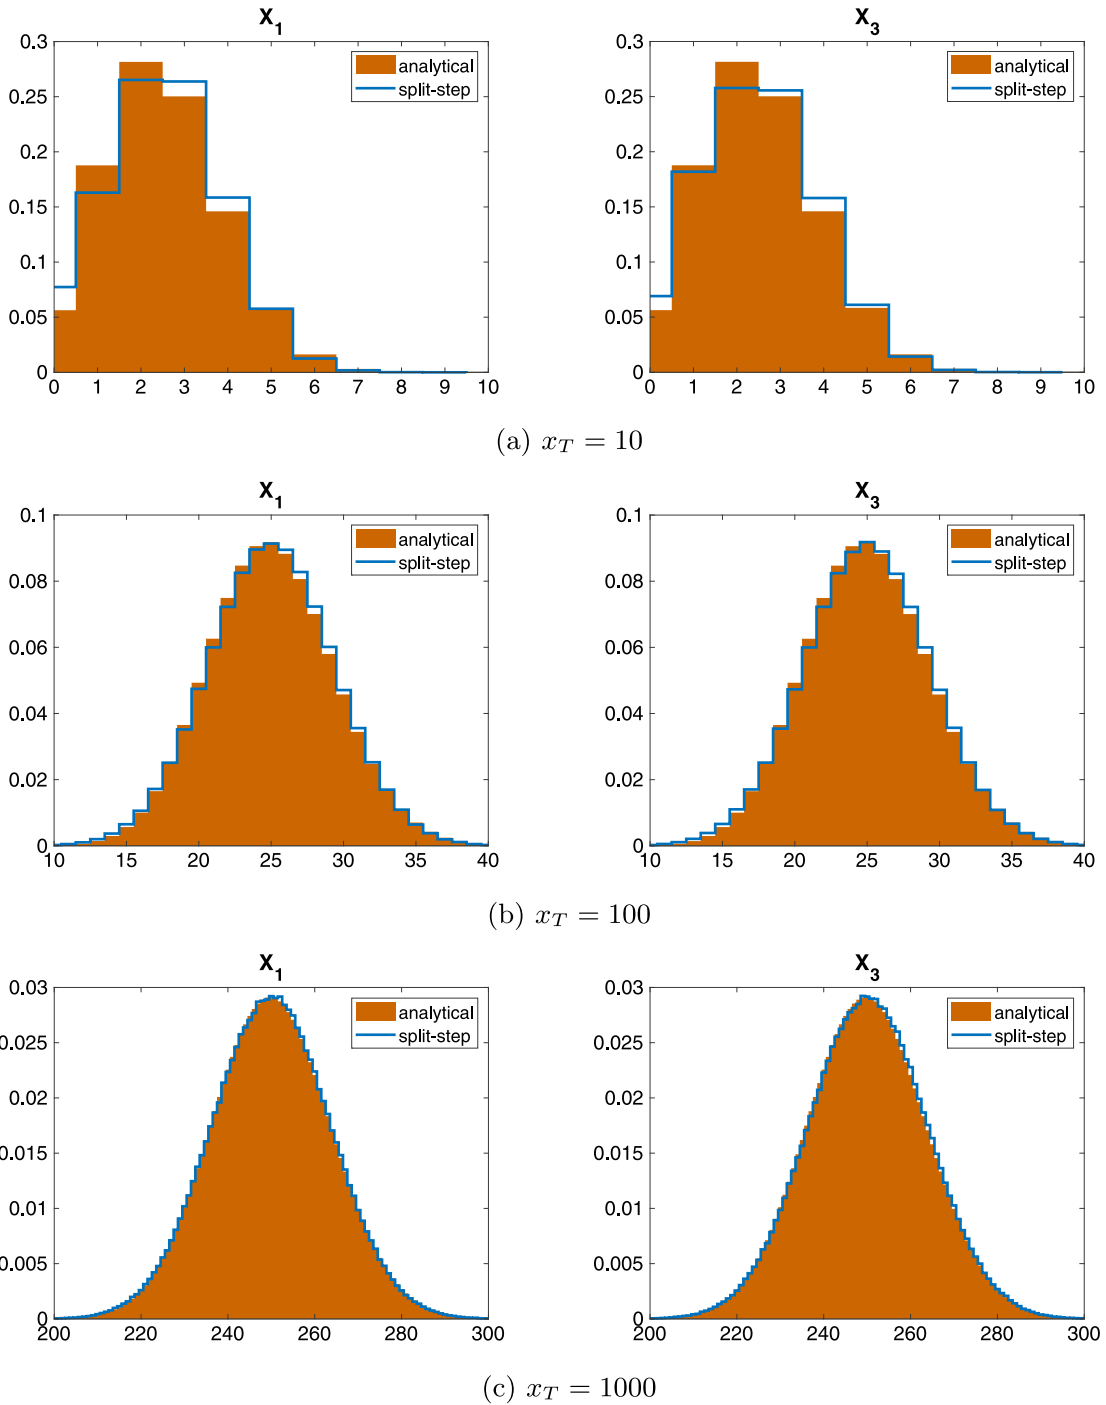 X1 X3
0.3 0.3
analytical analytical
split-step split-step
0.25 0.25
0.2 0.2
0.15 0.15
0.1 0.1
0.05 0.05
0 0
0 1 2 3 4 5 6 7 8 9 10 0 1 2 3 4 5 6 7 8 9 10
(a) x_T = 10
X1 X3
0.1 0.1
analytical analytical
split-step split-step
0.08 0.08
0.06 0.06
0.04 0.04
0.02 0.02
0 0
10 15 20 25 30 35 40 10 15 20 25 30 35 40
(b) x_T = 100
X1 X3
0.03 0.03
analytical analytical
split-step split-step
0.025 0.025
0.02 0.02
0.015 0.015
0.01 0.01
0.005 0.005
0 0
200 220 240 260 280 300 200 220 240 260 280 300
(c) x_T = 1000